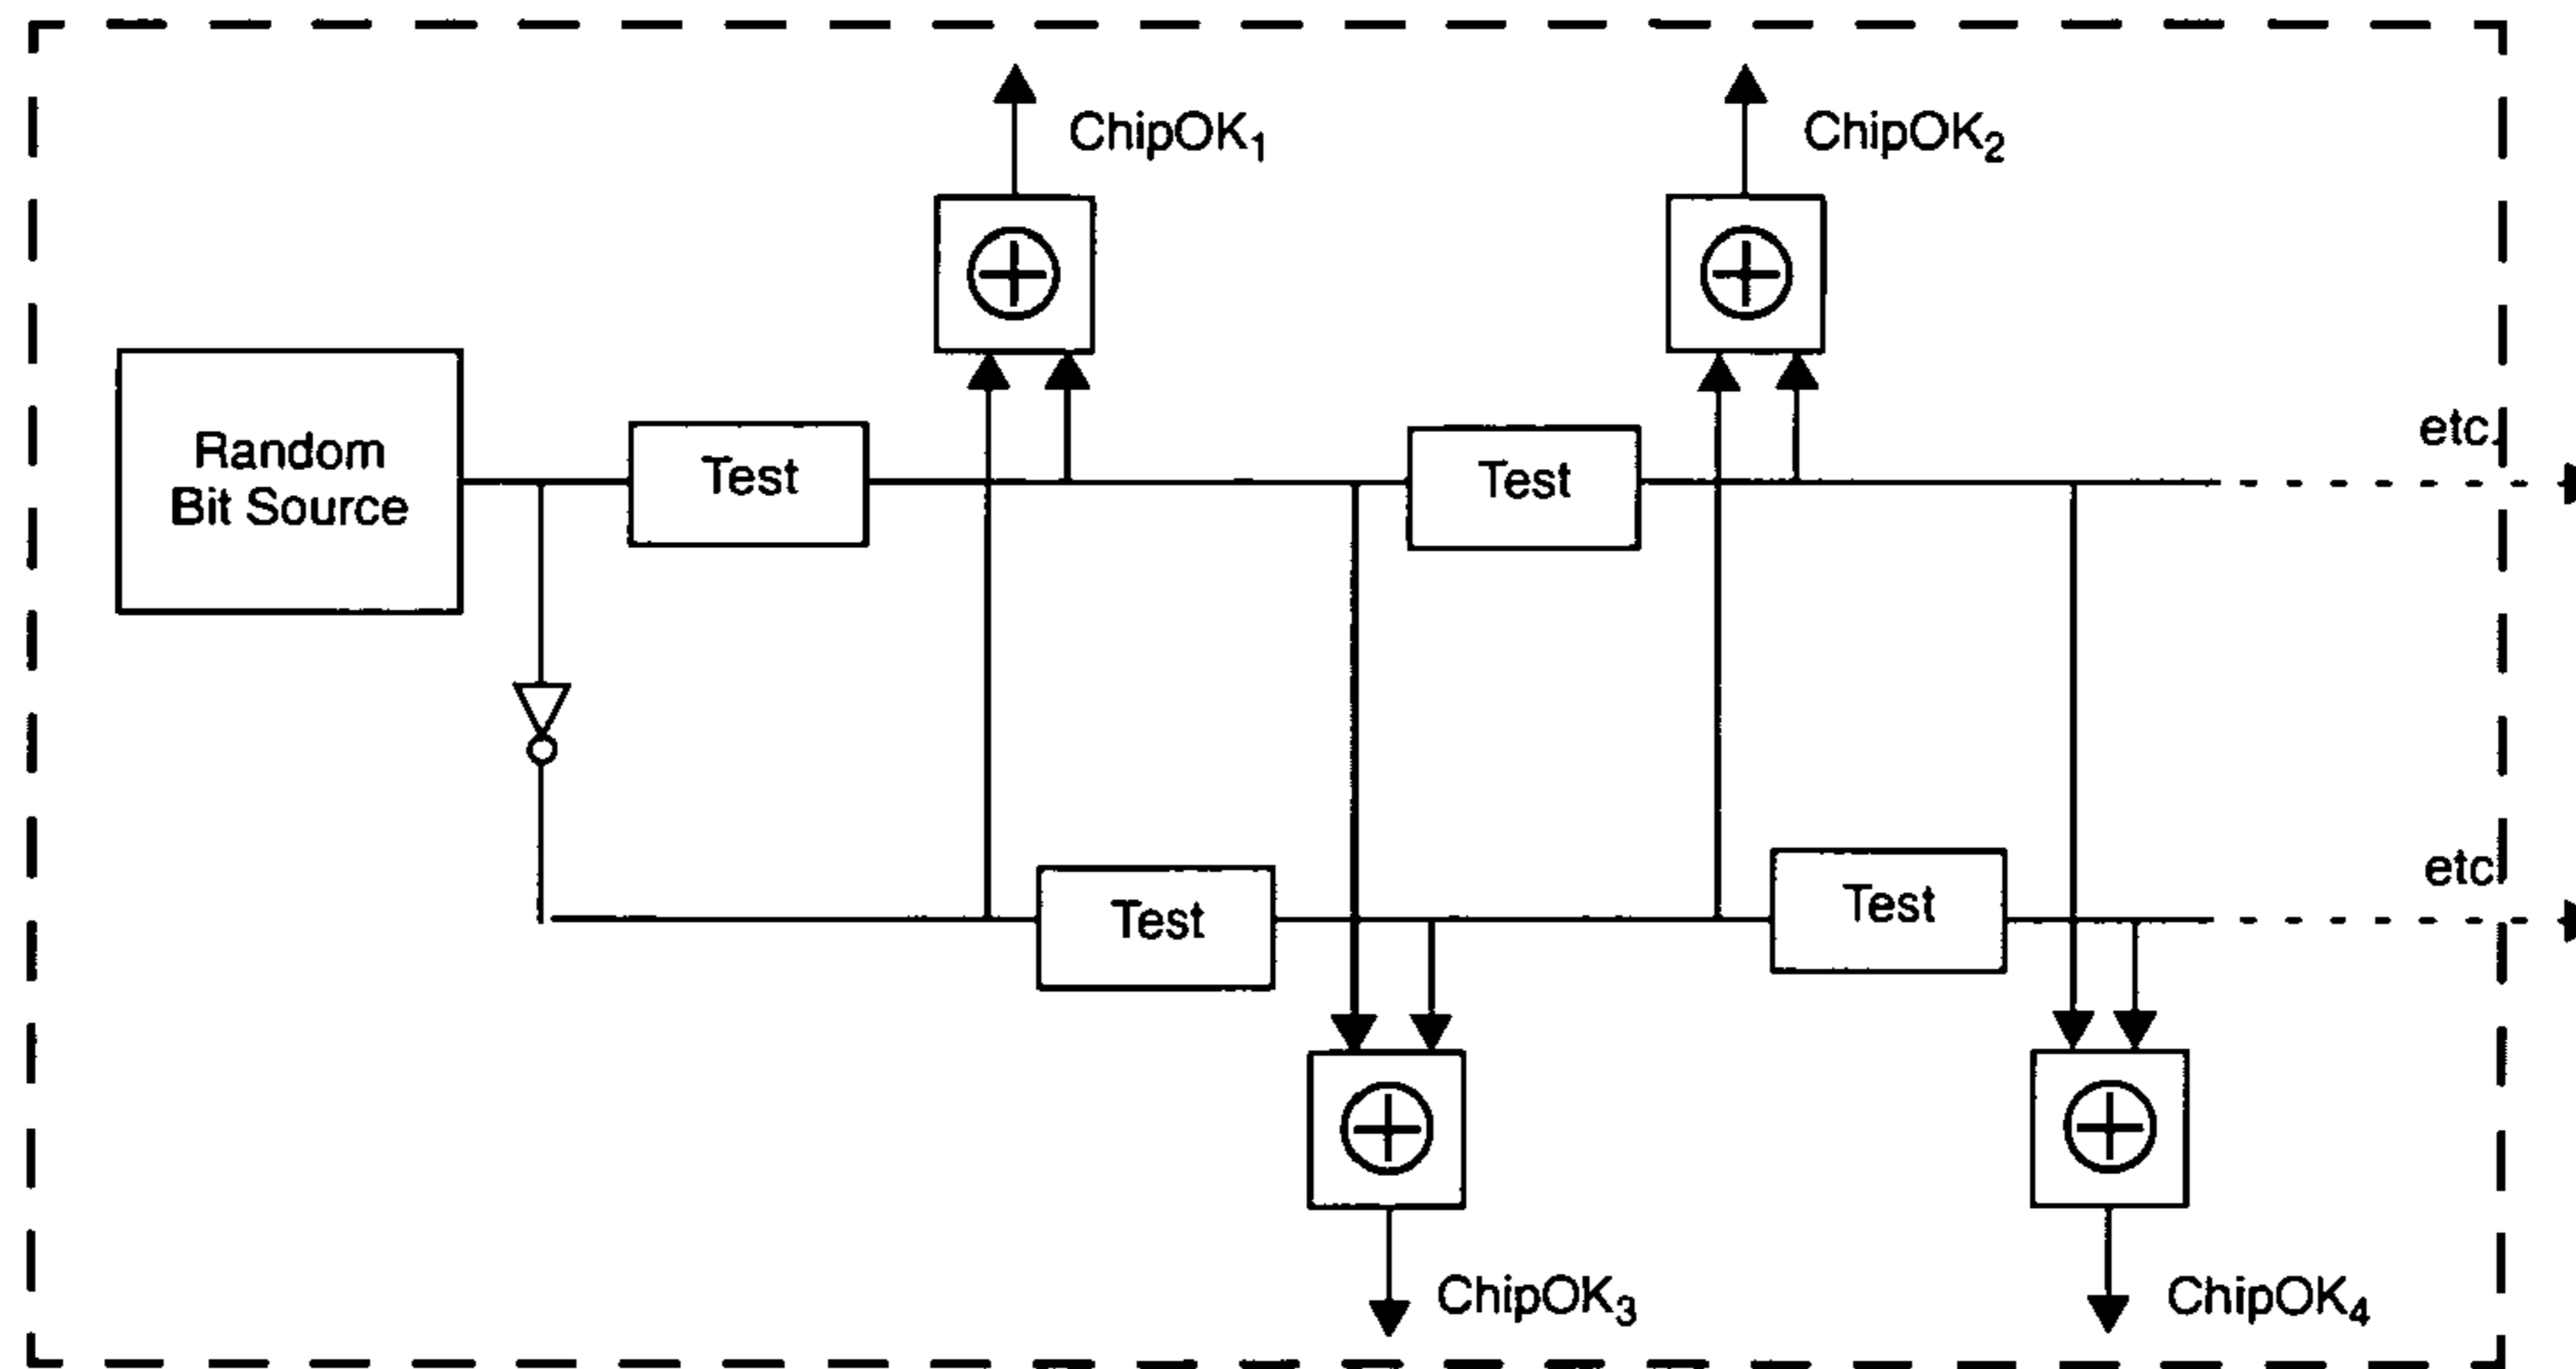 ChipOK₁
ChipOK₂
Random
Bit Source
Test
Test
etc.
Test
Test
etc
ChipOK₃
ChipOK₄